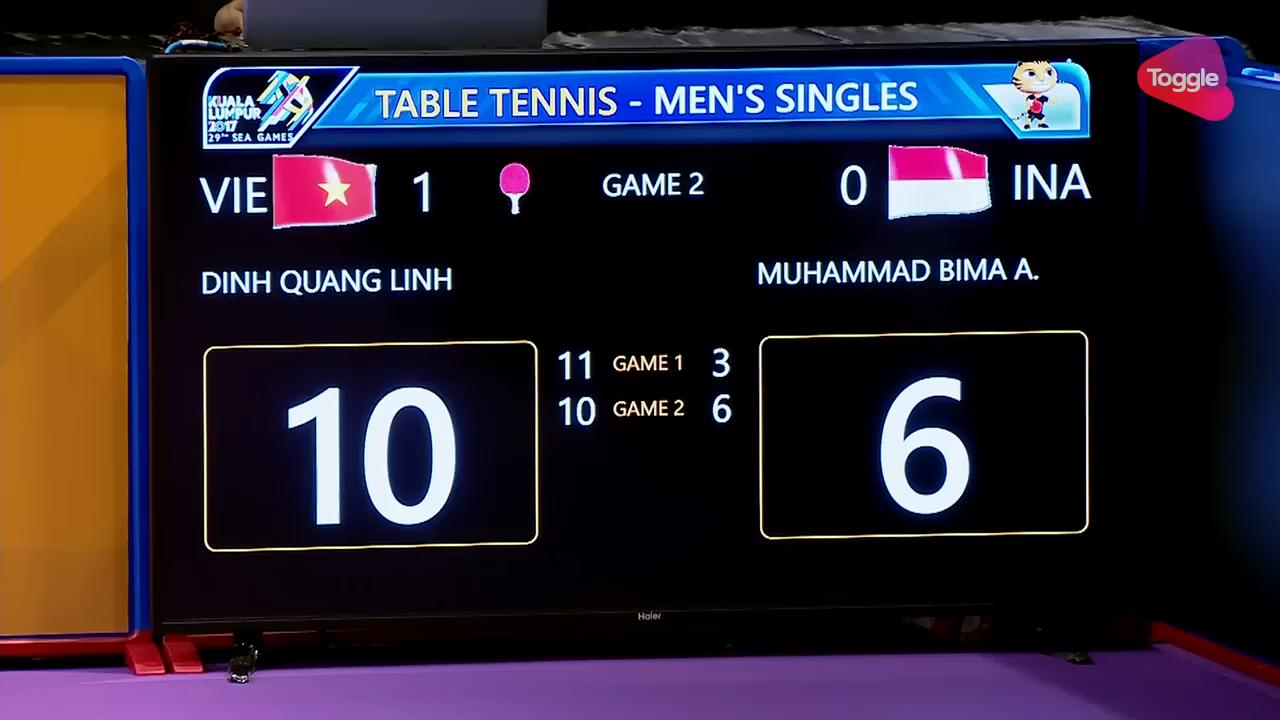 Toggle
KUALA
LUMPUR
2017
29TH SEA GAMES
TABLE TENNIS - MEN'S SINGLES
VIE 1 GAME 2 0 INA
DINH QUANG LINH MUHAMMAD BIMA A.
11 GAME 1 3
10 GAME 2 6
10 6
Haier